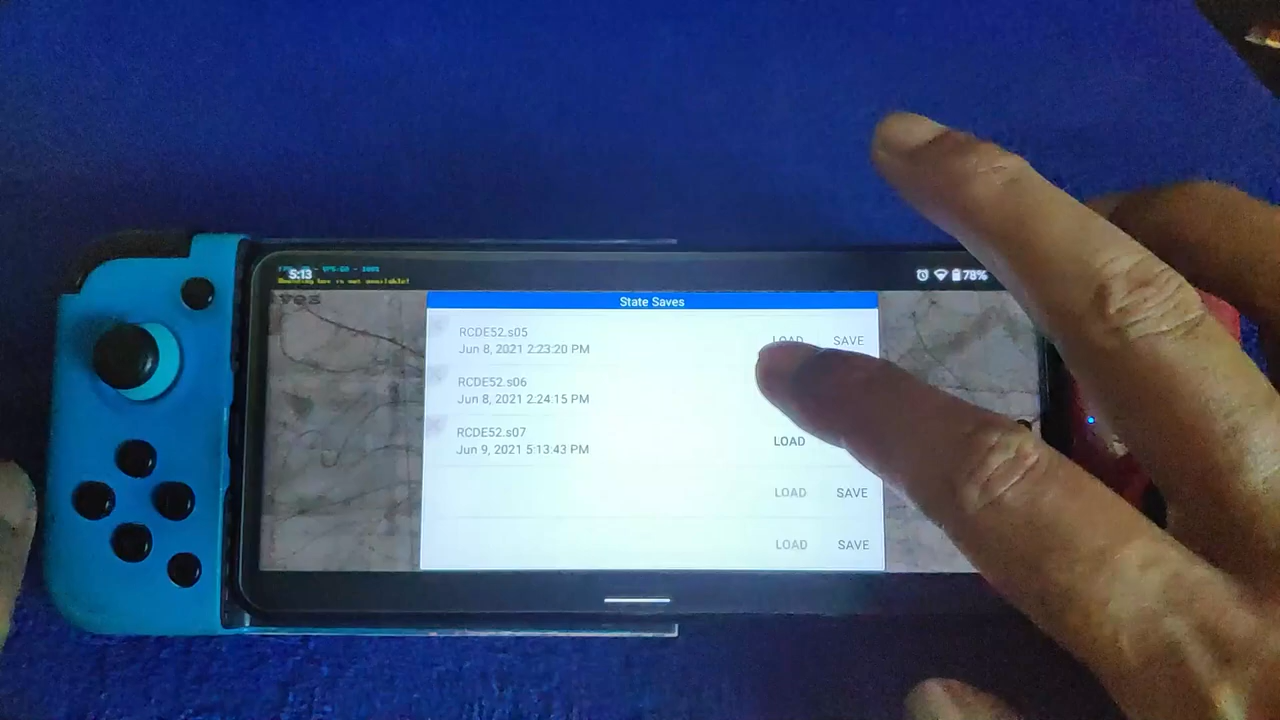 5:13
78%
State Saves
RCDE52.s05
Jun 8, 2021 2:23:20 PM
LOAD SAVE
RCDE52.s06
Jun 8, 2021 2:24:15 PM
RCDE52.s07
Jun 9, 2021 5:13:43 PM
LOAD
LOAD SAVE
LOAD SAVE